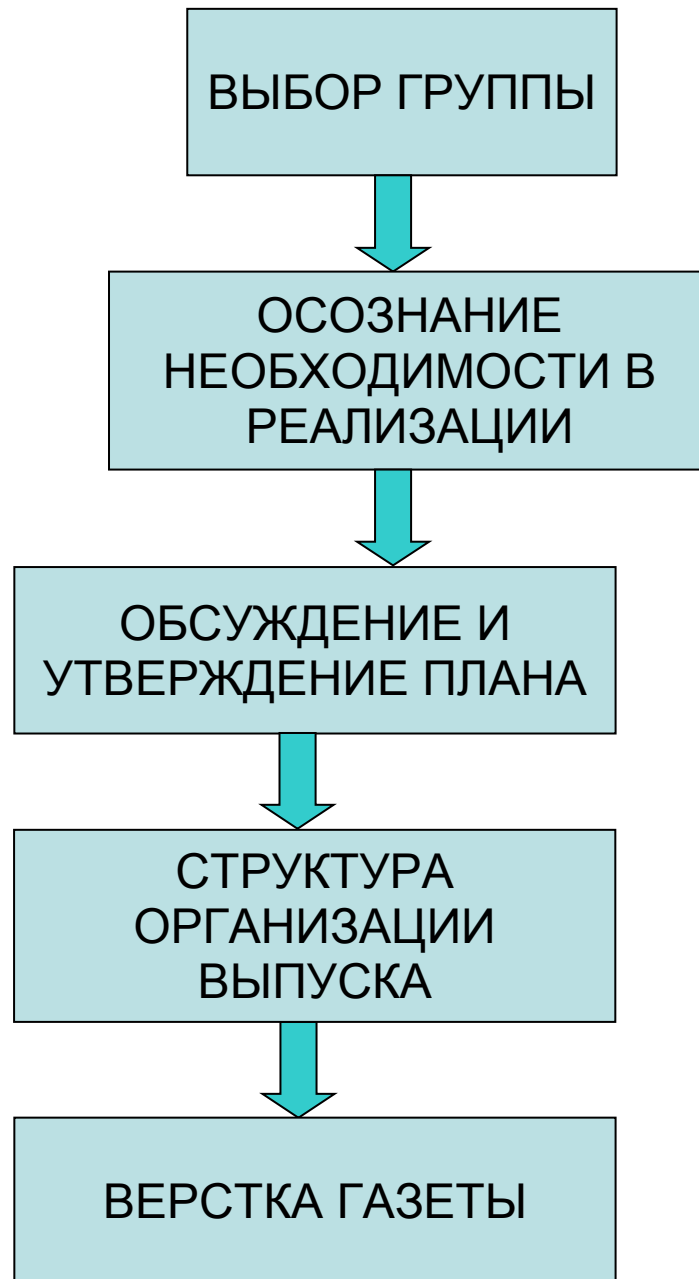 ВЫБОР ГРУППЫ
ОСОЗНАНИЕ
НЕОБХОДИМОСТИ В
РЕАЛИЗАЦИИ
ОБСУЖДЕНИЕ И
УТВЕРЖДЕНИЕ ПЛАНА
СТРУКТУРА
ОРГАНИЗАЦИИ
ВЫПУСКА
ВЕРСТКА ГАЗЕТЫ